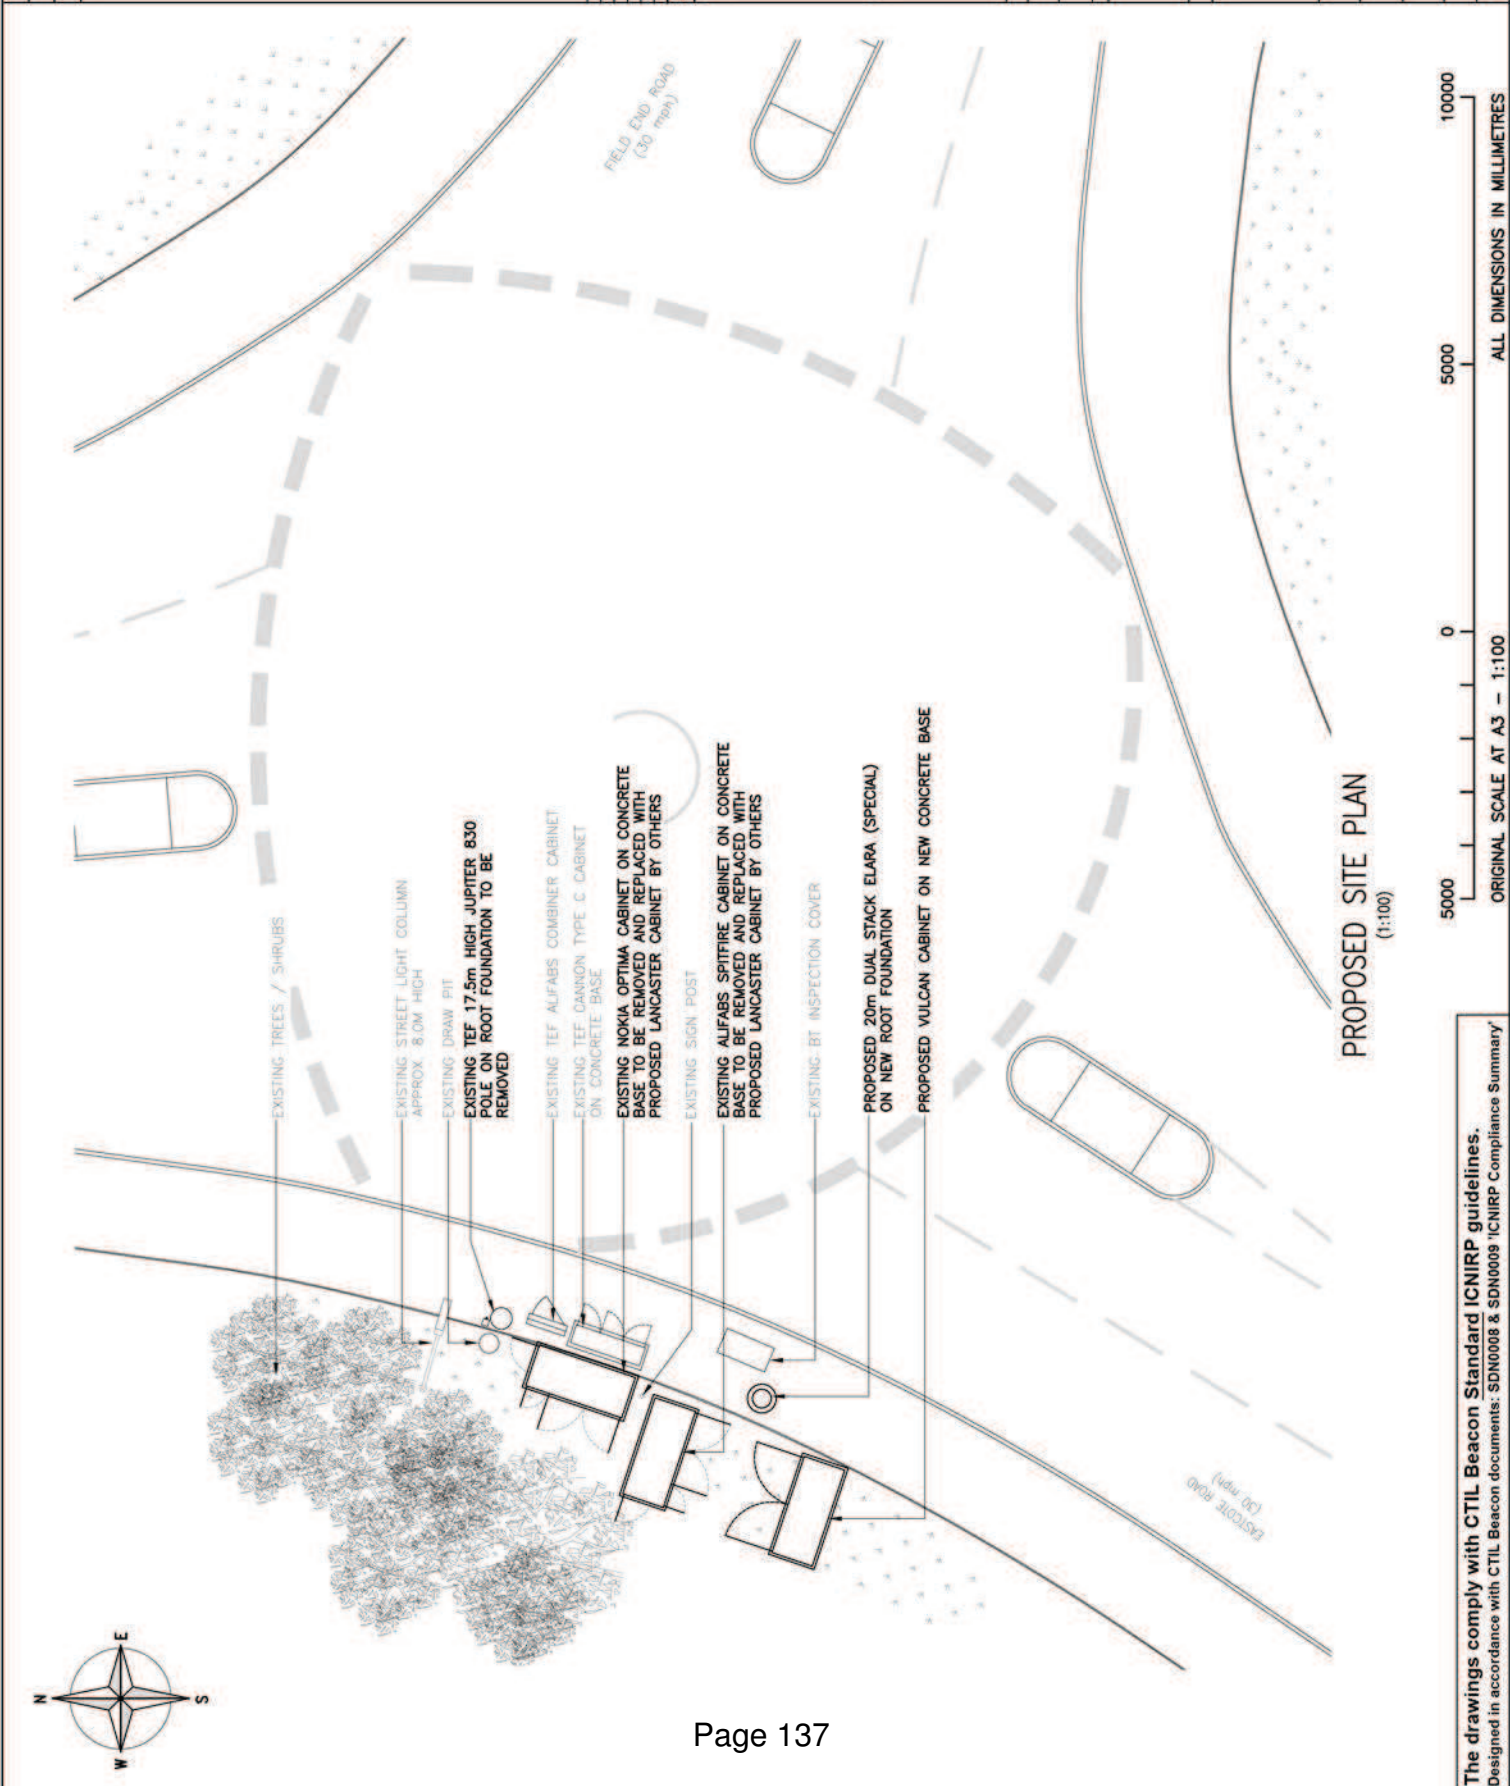 N
E
S
W
FIELD END ROAD
(30 mph)
EXISTING TREES / SHRUBS
EXISTING STREET LIGHT COLUMN
APPROX. 8.0M HIGH
EXISTING DRAW PIT
EXISTING TEF 17.5m HIGH JUPITER 830
POLE ON ROOT FOUNDATION TO BE
REMOVED
EXISTING TEF ALIFABS COMBINER CABINET
EXISTING TEF CANNON TYPE C CABINET
ON CONCRETE BASE
EXISTING NOKIA OPTIMA CABINET ON CONCRETE
BASE TO BE REMOVED AND REPLACED WITH
PROPOSED LANCASTER CABINET BY OTHERS
EXISTING SIGN POST
EXISTING ALIFABS SPITFIRE CABINET ON CONCRETE
BASE TO BE REMOVED AND REPLACED WITH
PROPOSED LANCASTER CABINET BY OTHERS
EXISTING BT INSPECTION COVER
PROPOSED 20m DUAL STACK ELARA (SPECIAL)
ON NEW ROOT FOUNDATION
PROPOSED VULCAN CABINET ON NEW CONCRETE BASE
EASTCOTE ROAD
(30 mph)
PROPOSED SITE PLAN
(1:100)
5000 0 5000 10000
ORIGINAL SCALE AT A3 – 1:100 ALL DIMENSIONS IN MILLIMETRES
The drawings comply with CTIL Beacon Standard ICNIRP guidelines.
Designed in accordance with CTIL Beacon documents: SDN0008 & SDN0009 'ICNIRP Compliance Summary'
Page 137